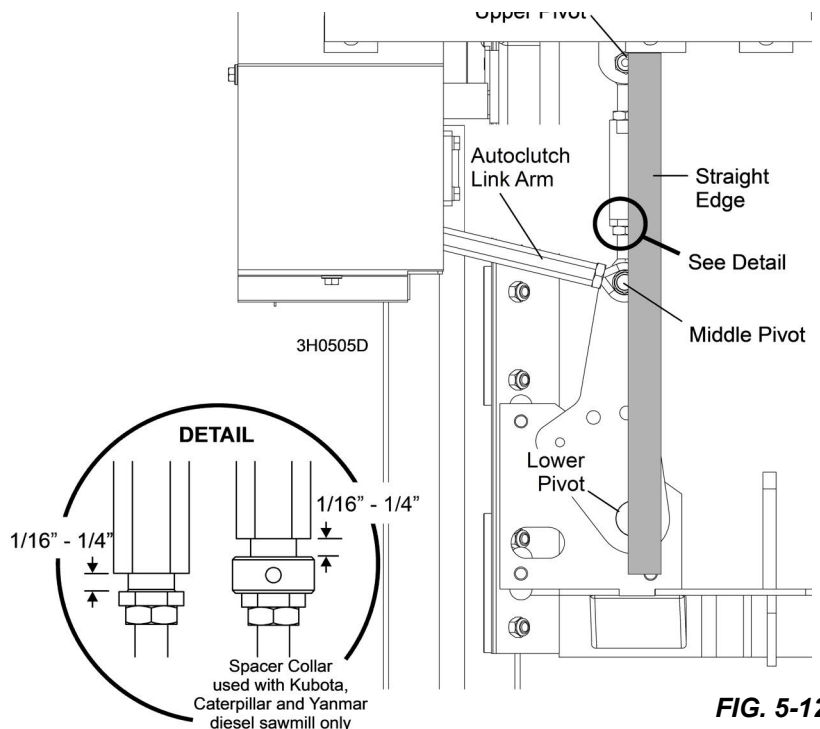 Upper Pivot
Autoclutch
Link Arm
Straight
Edge
See Detail
Middle Pivot
3H0505D
DETAIL
1/16” - 1/4”
1/16” - 1/4”
Lower
Pivot
Spacer Collar
used with Kubota,
Caterpillar and Yanmar
diesel sawmill only
FIG. 5-12